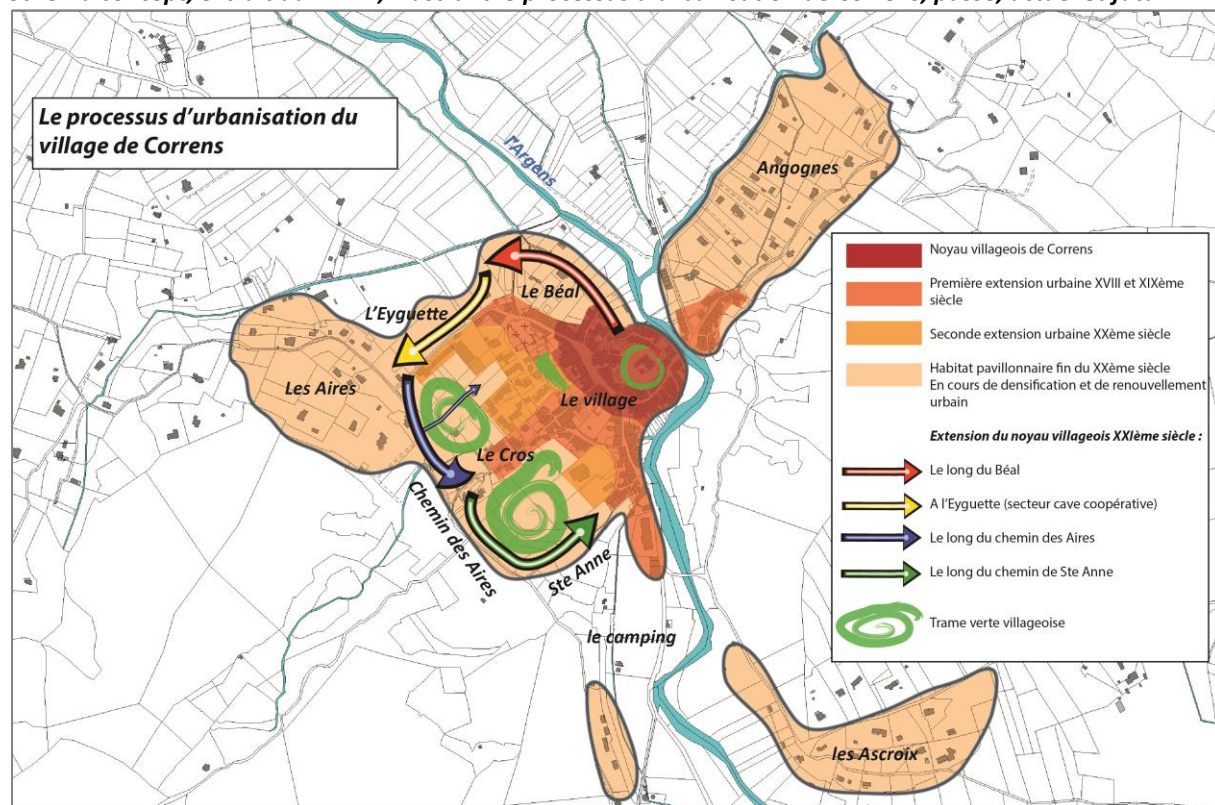 Le processus d'urbanisation du
village de Correns
l'Argens
Angognes
Le Béal
L'Eyguette
Les Aires
Le village
Le Cros
Chemin des Aires
Ste Anne
le camping
les Ascroix
Noyau villageois de Correns
Première extension urbaine XVIII et XIXème
siècle
Seconde extension urbaine XXème siècle
Habitat pavillonnaire fin du XXème siècle
En cours de densification et de renouvellement
urbain
Extension du noyau villageois XXIème siècle :
Le long du Béal
A l'Eyguette (secteur cave coopérative)
Le long du chemin des Aires
Le long du chemin de Ste Anne
Trame verte villageoise